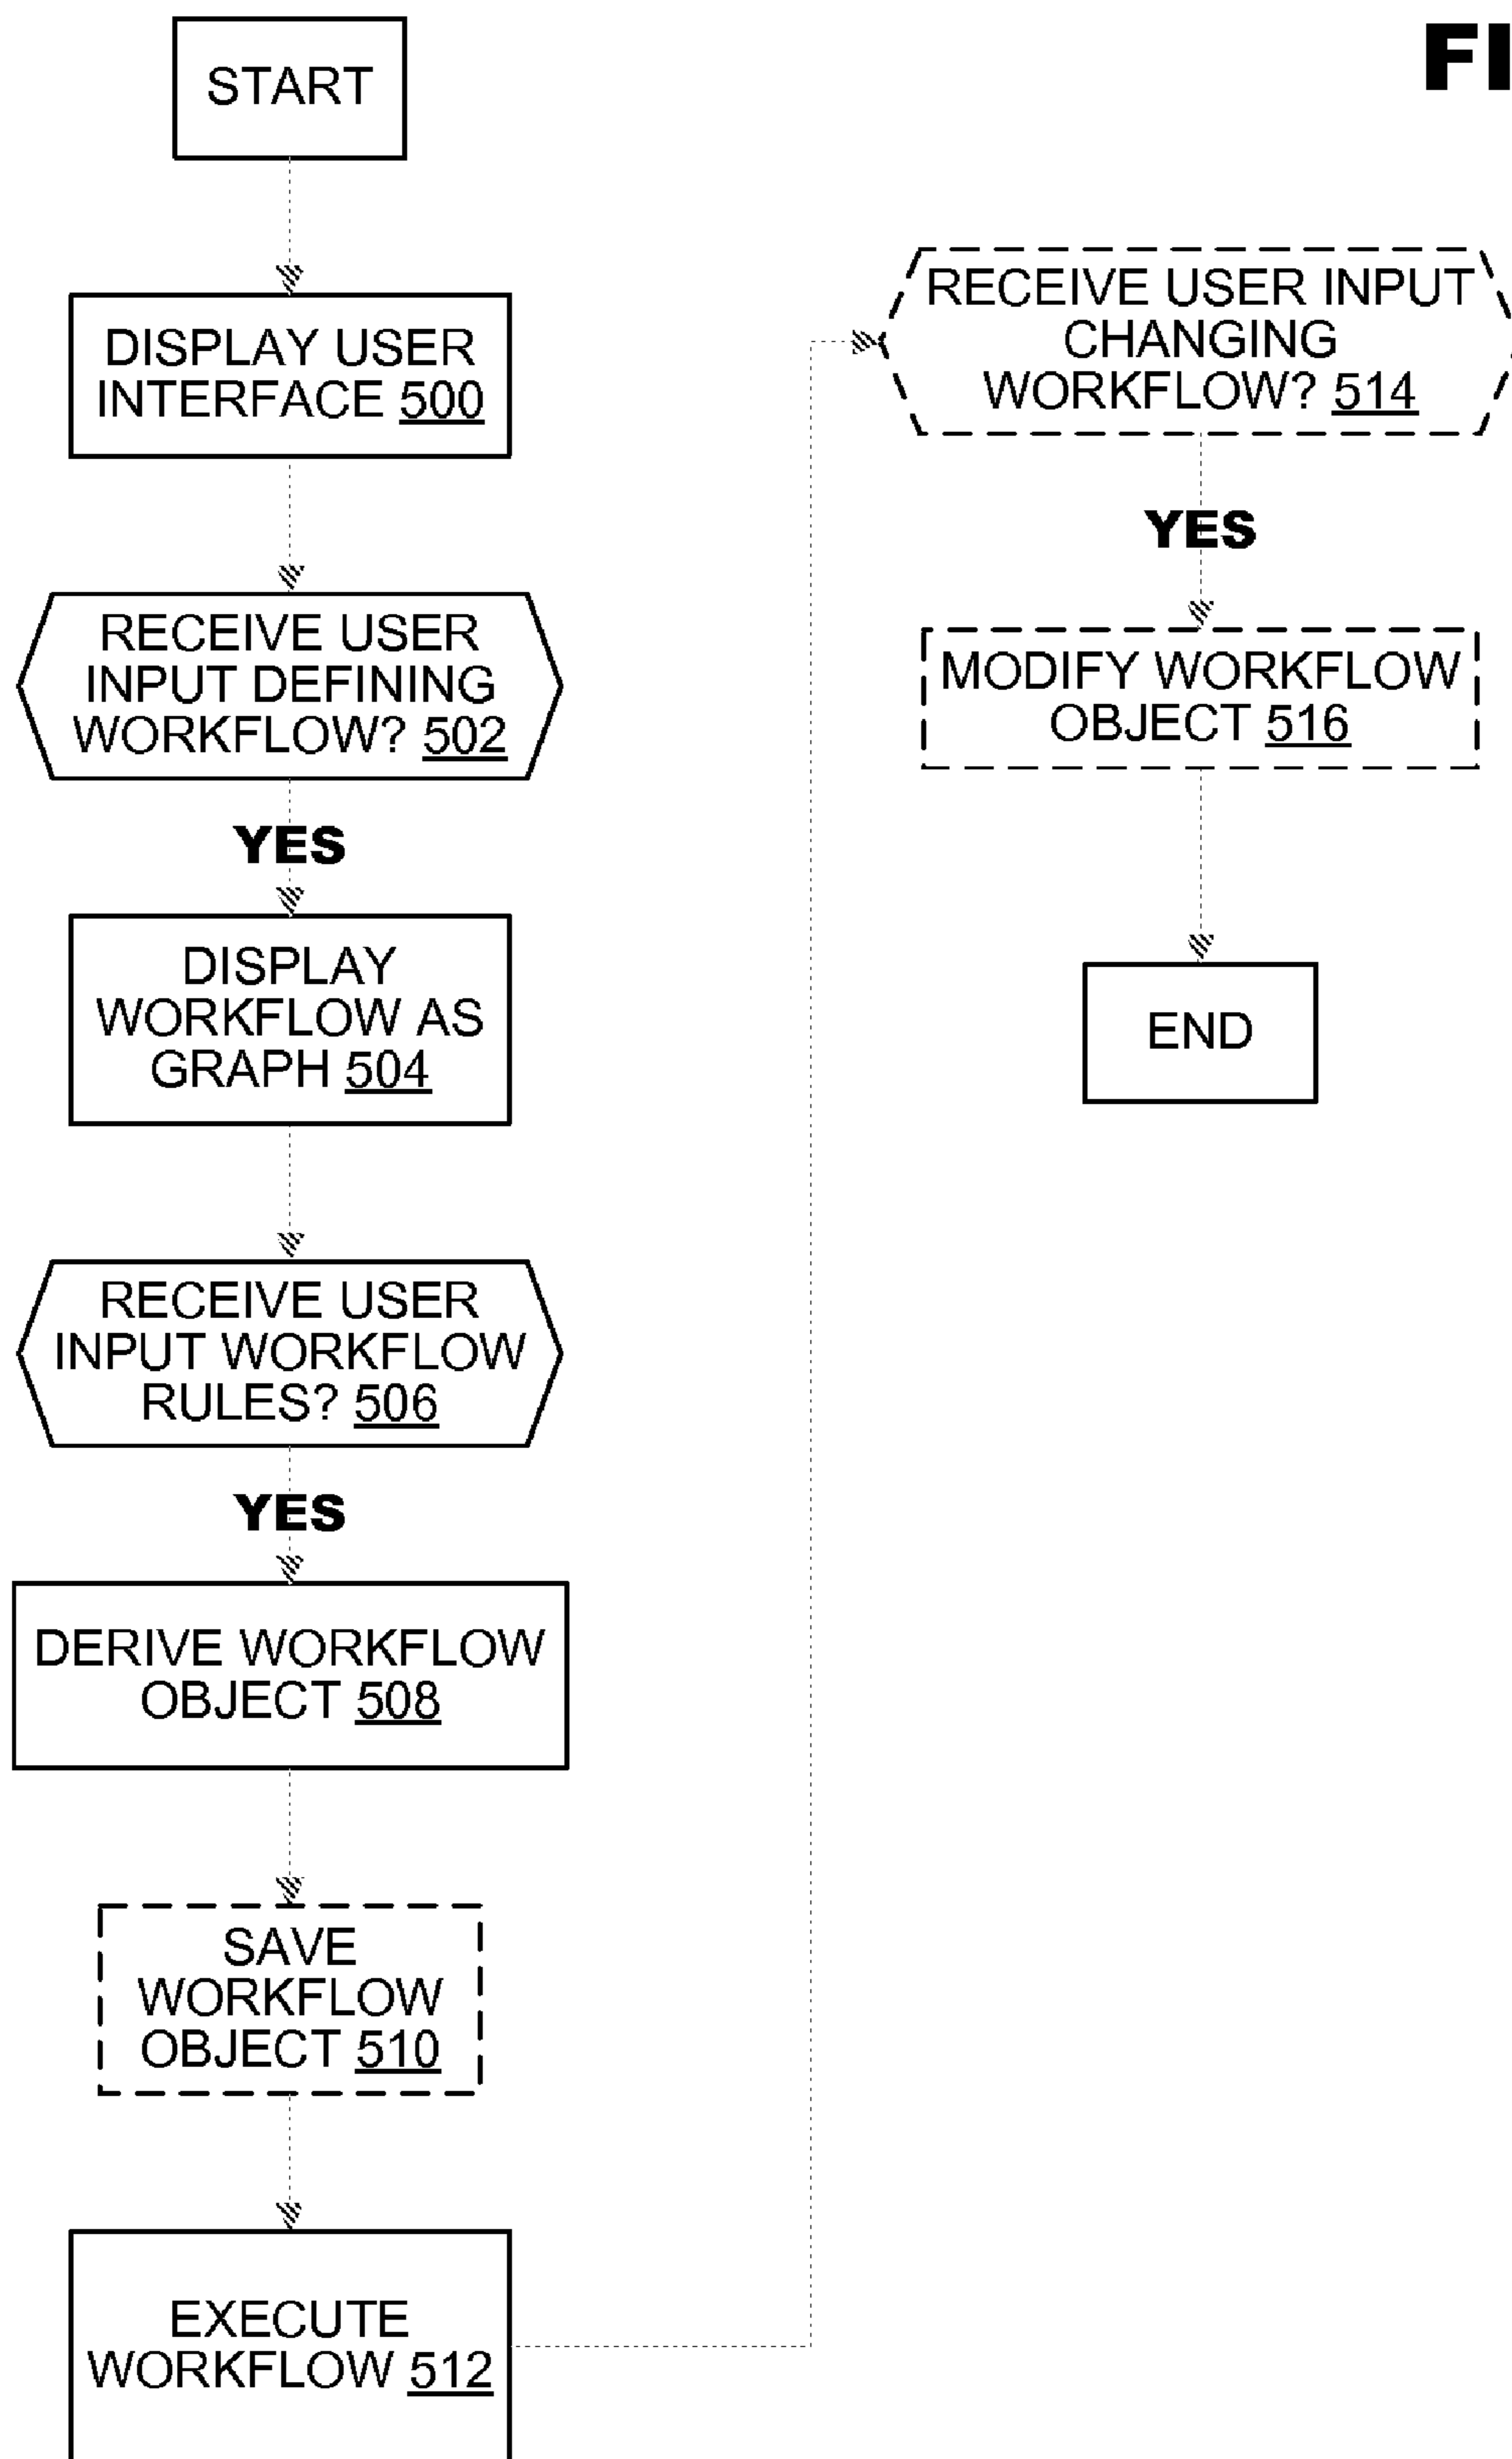 START
DISPLAY USER
INTERFACE 500
RECEIVE USER
INPUT DEFINING
WORKFLOW? 502
YES
DISPLAY
WORKFLOW AS
GRAPH 504
RECEIVE USER
INPUT WORKFLOW
RULES? 506
YES
DERIVE WORKFLOW
OBJECT 508
SAVE
WORKFLOW
OBJECT 510
EXECUTE
WORKFLOW 512
FI
RECEIVE USER INPUT
CHANGING
WORKFLOW? 514
YES
MODIFY WORKFLOW
OBJECT 516
END